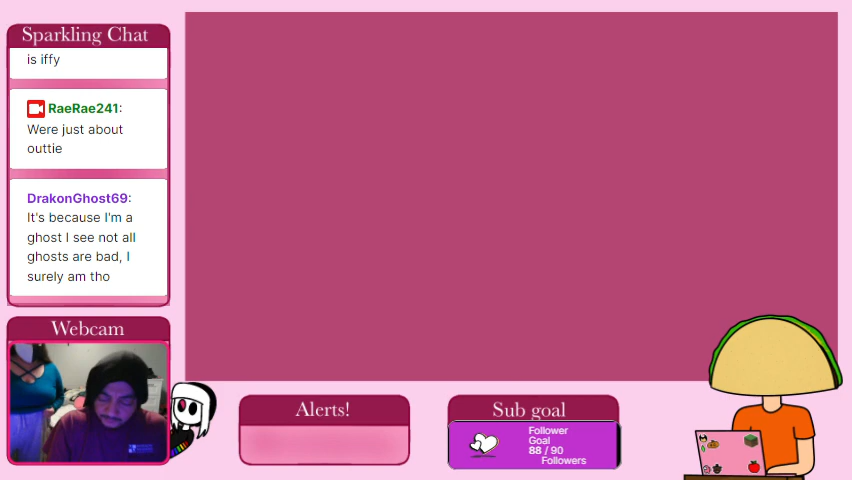 Sparkling Chat
is iffy
RaeRae241:
Were just about
outtie
DrakonGhost69:
It's because I'm a
ghost I see not all
ghosts are bad, I
surely am tho
Webcam
Alerts!
Sub goal
Follower
Goal
88 / 90
Followers